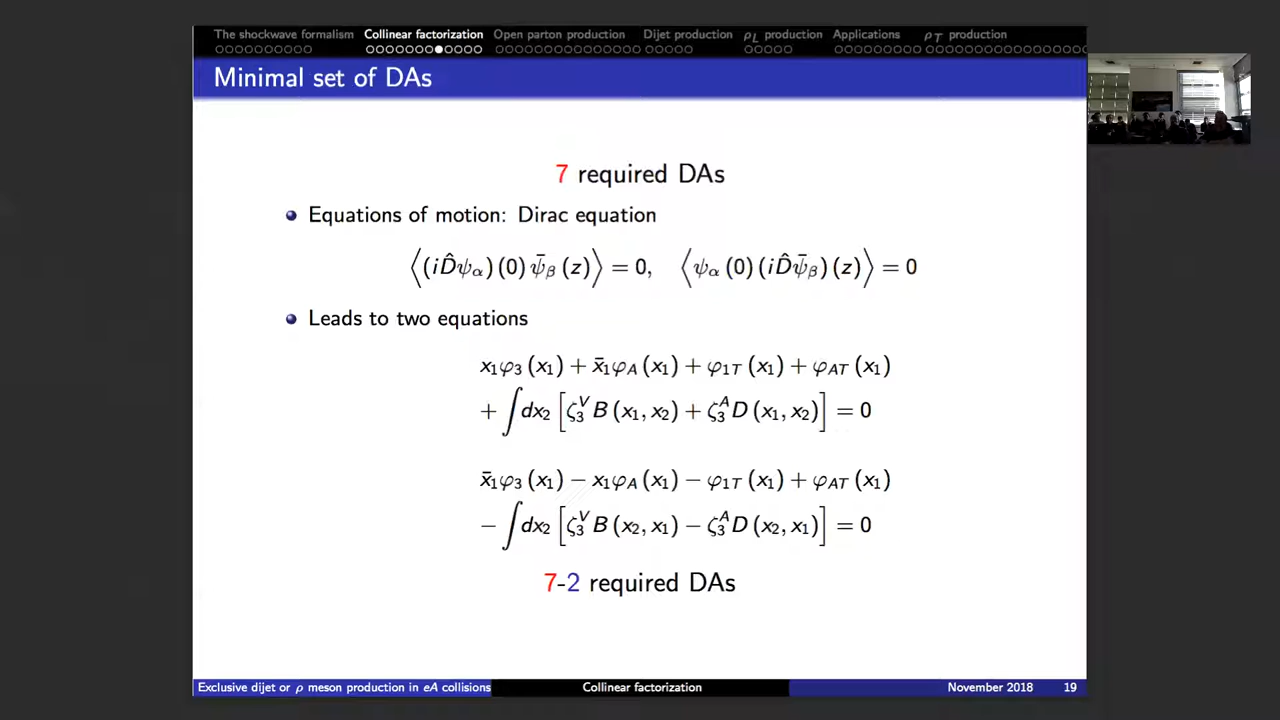 The shockwave formalism Collinear factorization Open parton production Dijet production ρL production Applications ρT production
Minimal set of DAs
7 required DAs
Equations of motion: Dirac equation
⟨(iD̂ψα)(0) ψ̄β(z)⟩ = 0, ⟨ψα(0)(iD̂ψ̄β)(z)⟩ = 0
Leads to two equations
x₁φ₃(x₁) + x̄₁φA(x₁) + φ₁T(x₁) + φAT(x₁)
+ ∫dx₂ [ζ₃^V B(x₁, x₂) + ζ₃^A D(x₁, x₂)] = 0
x̄₁φ₃(x₁) − x₁φA(x₁) − φ₁T(x₁) + φAT(x₁)
− ∫dx₂ [ζ₃^V B(x₂, x₁) − ζ₃^A D(x₂, x₁)] = 0
7-2 required DAs
Exclusive dijet or ρ meson production in eA collisions Collinear factorization November 2018 19